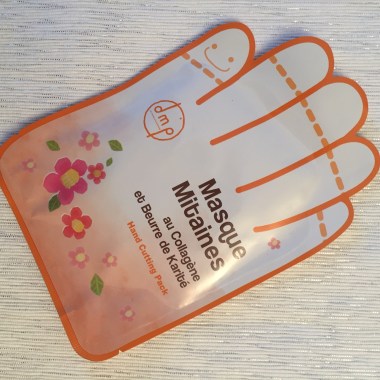 dmp
Masque
Mitaines
au Collagène
et Beurre de Karité
Hand Cutting Pack